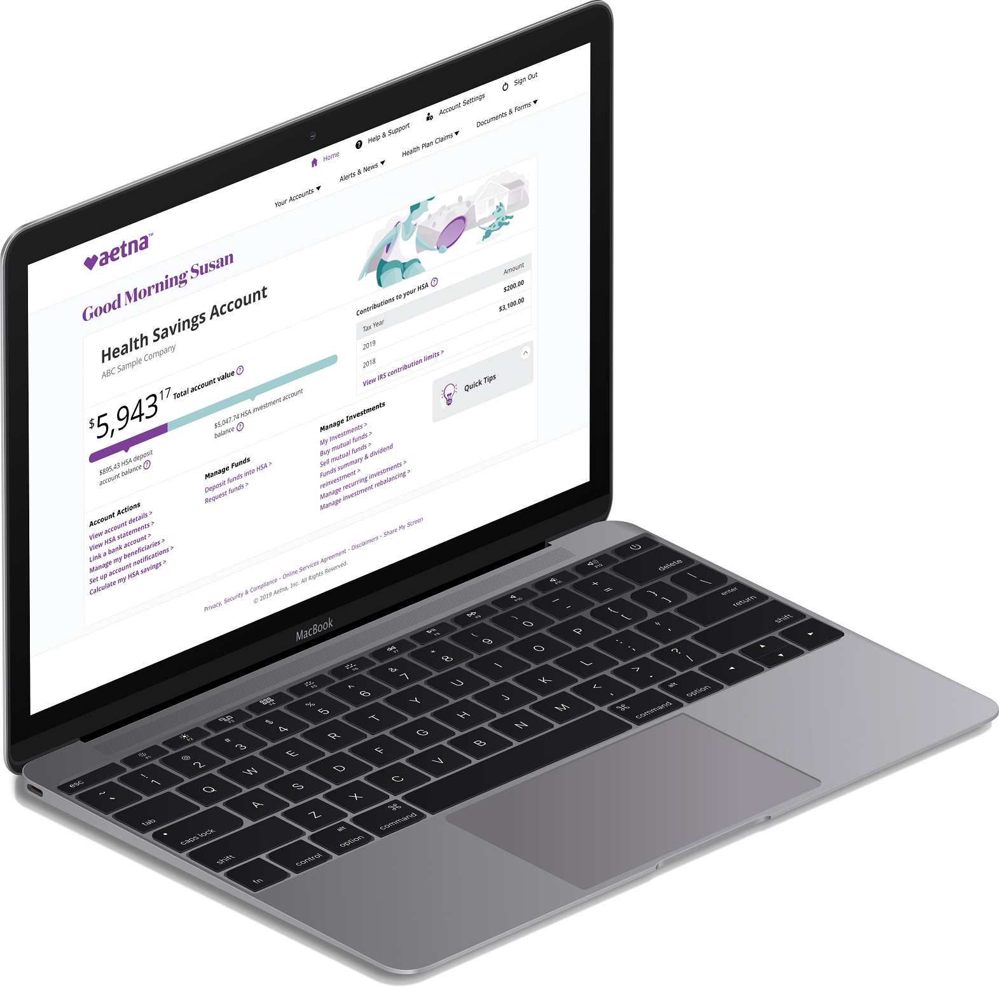 Home
Help & Support
Account Settings
Sign Out
Your Accounts
Alerts & News
Health Plan Claims
Documents & Forms
aetna™
Good Morning Susan
Health Savings Account
ABC Sample Company
$5,943 17 Total account value ?
$895.43 HSA deposit
account balance ?
$5,047.74 HSA investment account
balance ?
Contributions to your HSA ?
Tax Year Amount
2019 $200.00
2018 $3,100.00
View IRS contribution limits >
Quick Tips
Account Actions
View account details >
View HSA statements >
Link a bank account >
Manage my beneficiaries >
Set up account notifications >
Calculate my HSA savings >
Manage Funds
Deposit funds into HSA >
Request funds >
Manage Investments
My Investments >
Buy mutual funds >
Sell mutual funds >
Funds summary & dividend
reinvestment >
Manage recurring investments >
Manage investment rebalancing >
Privacy, Security & Compliance - Online Services Agreement - Disclaimers - Share My Screen
© 2019 Aetna, Inc. All Rights Reserved.
MacBook
esc F1 F2 F3 F4 F5 F6 F7 F8 F9 F10 F11 F12
~ ` ! 1 @ 2 # 3 $ 4 % 5 ^ 6 & 7 * 8 ( 9 ) 0 _ - + = delete
tab Q W E R T Y U I O P { [ } ] | \
caps lock A S D F G H J K L : ; " ' enter return
shift Z X C V B N M < , > . ? / shift
fn control alt option ⌘ command ⌘ command alt option